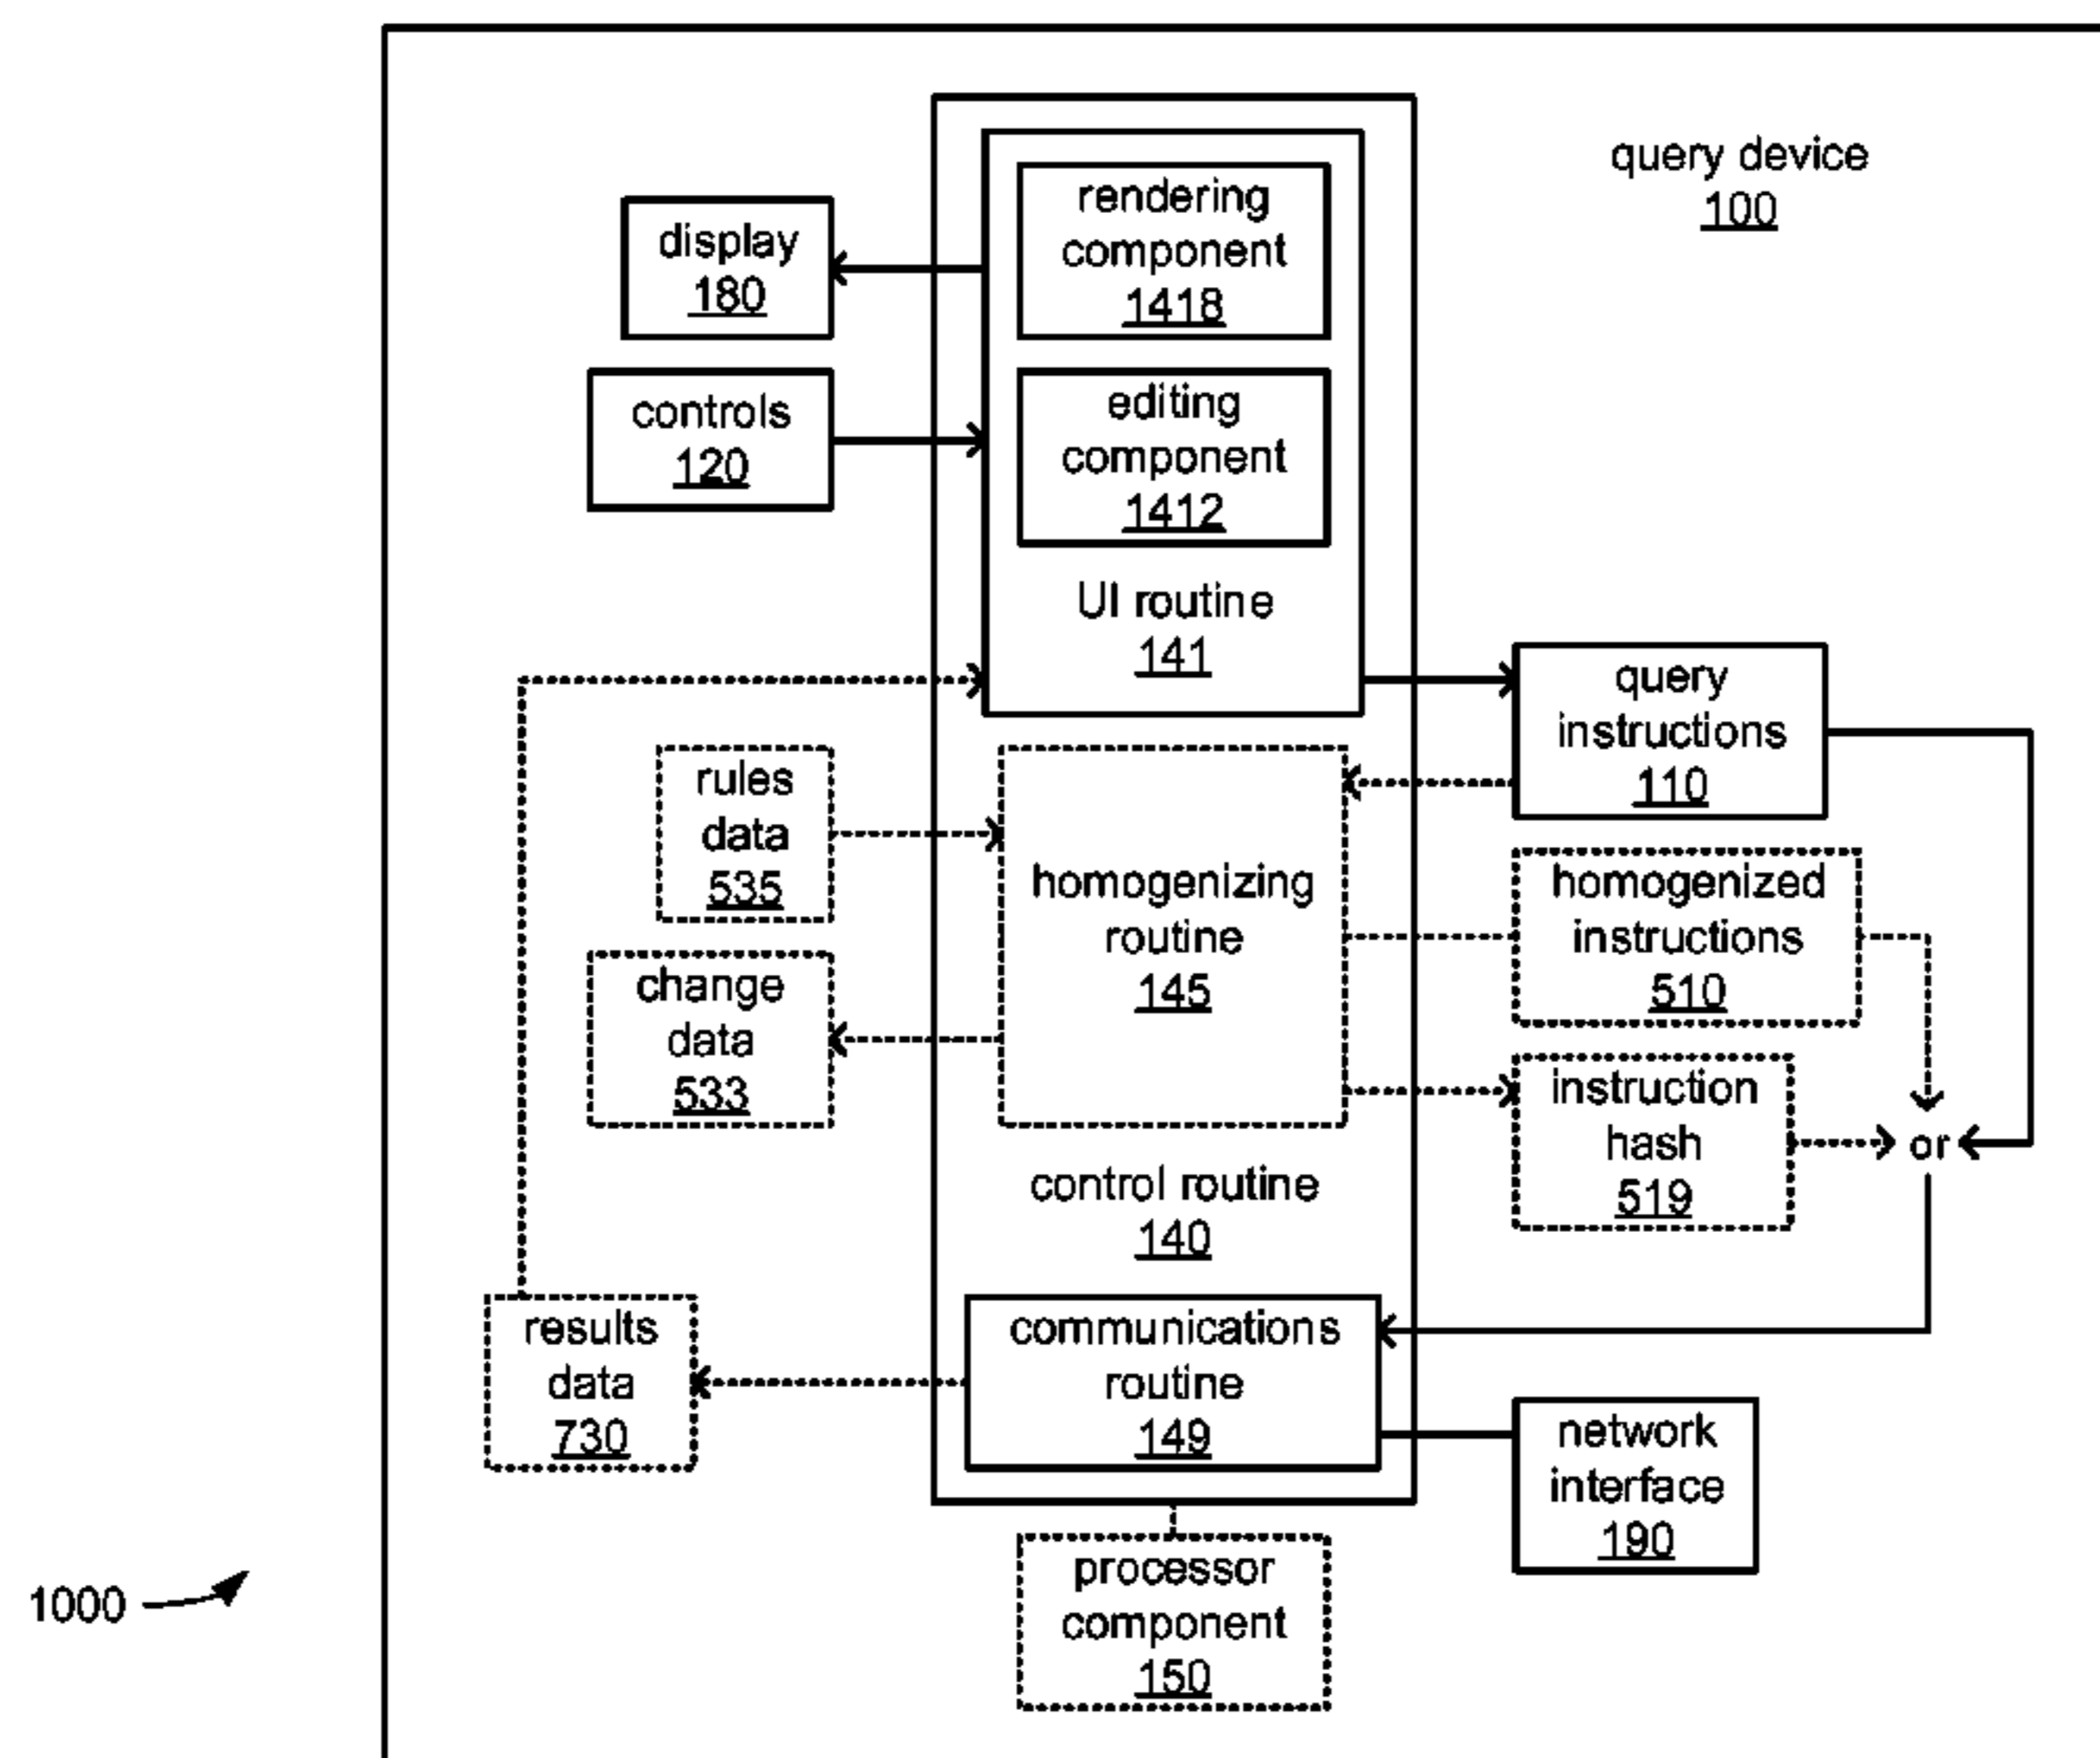 query device
100
rendering
component
1418
display
180
editing
component
1412
controls
120
UI routine
141
query
instructions
110
rules
data
535
homogenizing
routine
145
homogenized
instructions
510
change
data
533
instruction
hash
519
or
control routine
140
results
data
730
communications
routine
149
network
interface
190
processor
component
150
1000